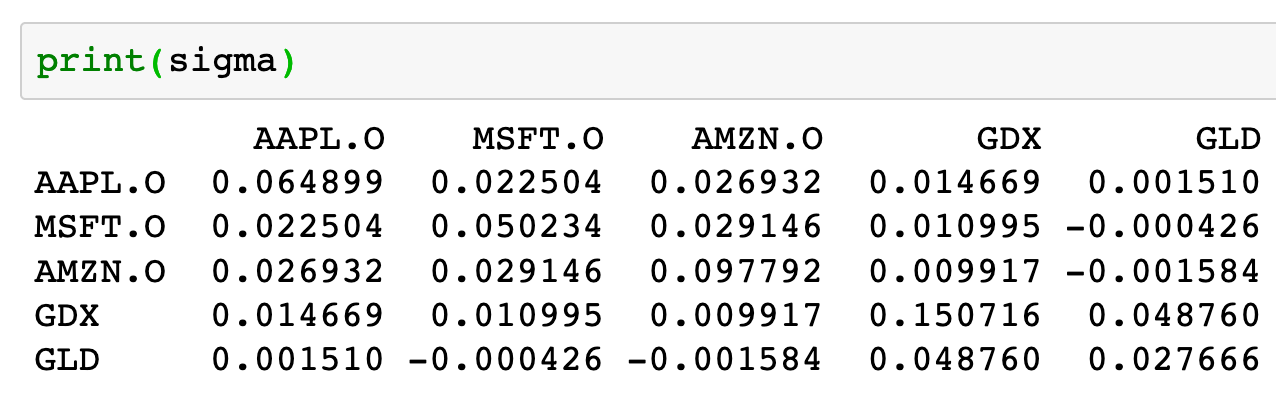 print(sigma)
AAPL.O MSFT.O AMZN.O GDX GLD
AAPL.O 0.064899 0.022504 0.026932 0.014669 0.001510
MSFT.O 0.022504 0.050234 0.029146 0.010995 -0.000426
AMZN.O 0.026932 0.029146 0.097792 0.009917 -0.001584
GDX 0.014669 0.010995 0.009917 0.150716 0.048760
GLD 0.001510 -0.000426 -0.001584 0.048760 0.027666